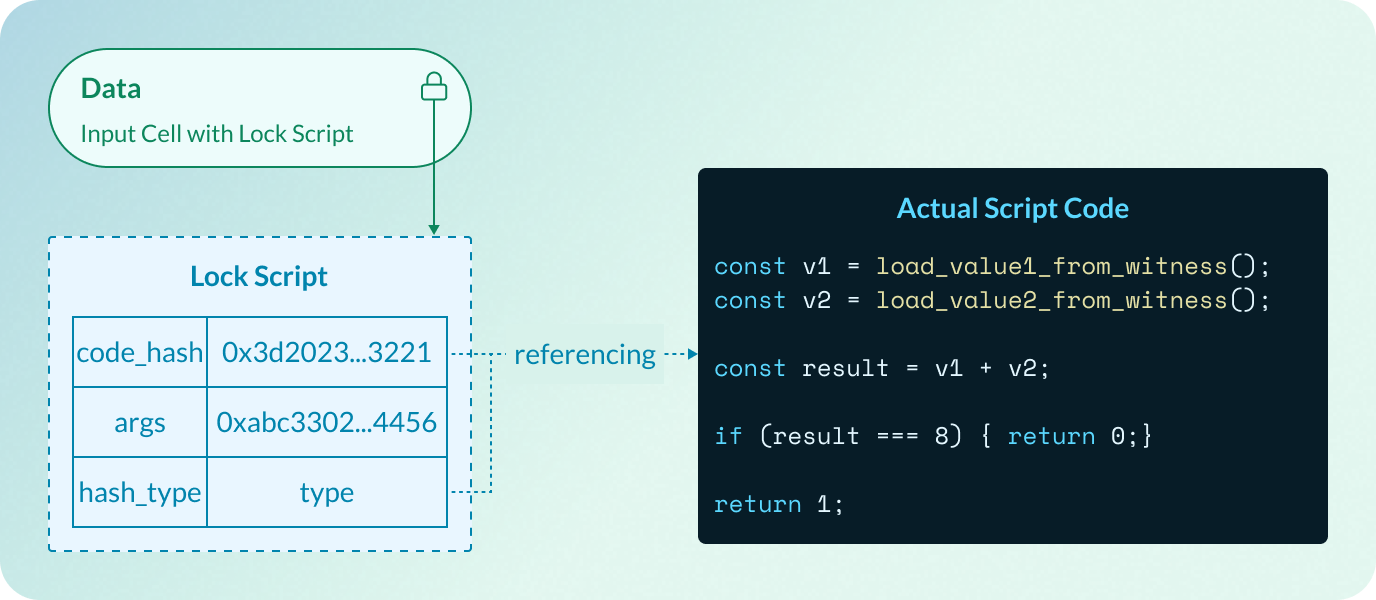 Data
Input Cell with Lock Script
Lock Script
code_hash 0x3d2023...3221
args 0xabc3302...4456
hash_type type
referencing
Actual Script Code
const v1 = load_value1_from_witness();
const v2 = load_value2_from_witness();
const result = v1 + v2;
if (result === 8) { return 0;}
return 1;